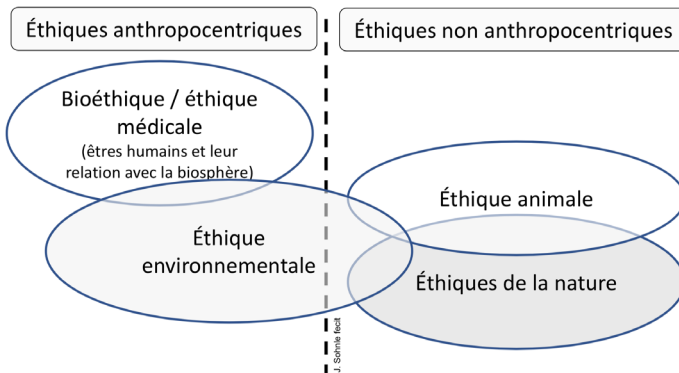 Éthiques anthropocentriques
Éthiques non anthropocentriques
Bioéthique / éthique
médicale
(êtres humains et leur
relation avec la biosphère)
Éthique animale
Éthique
environnementale
Éthiques de la nature
J. Sohnle fecit